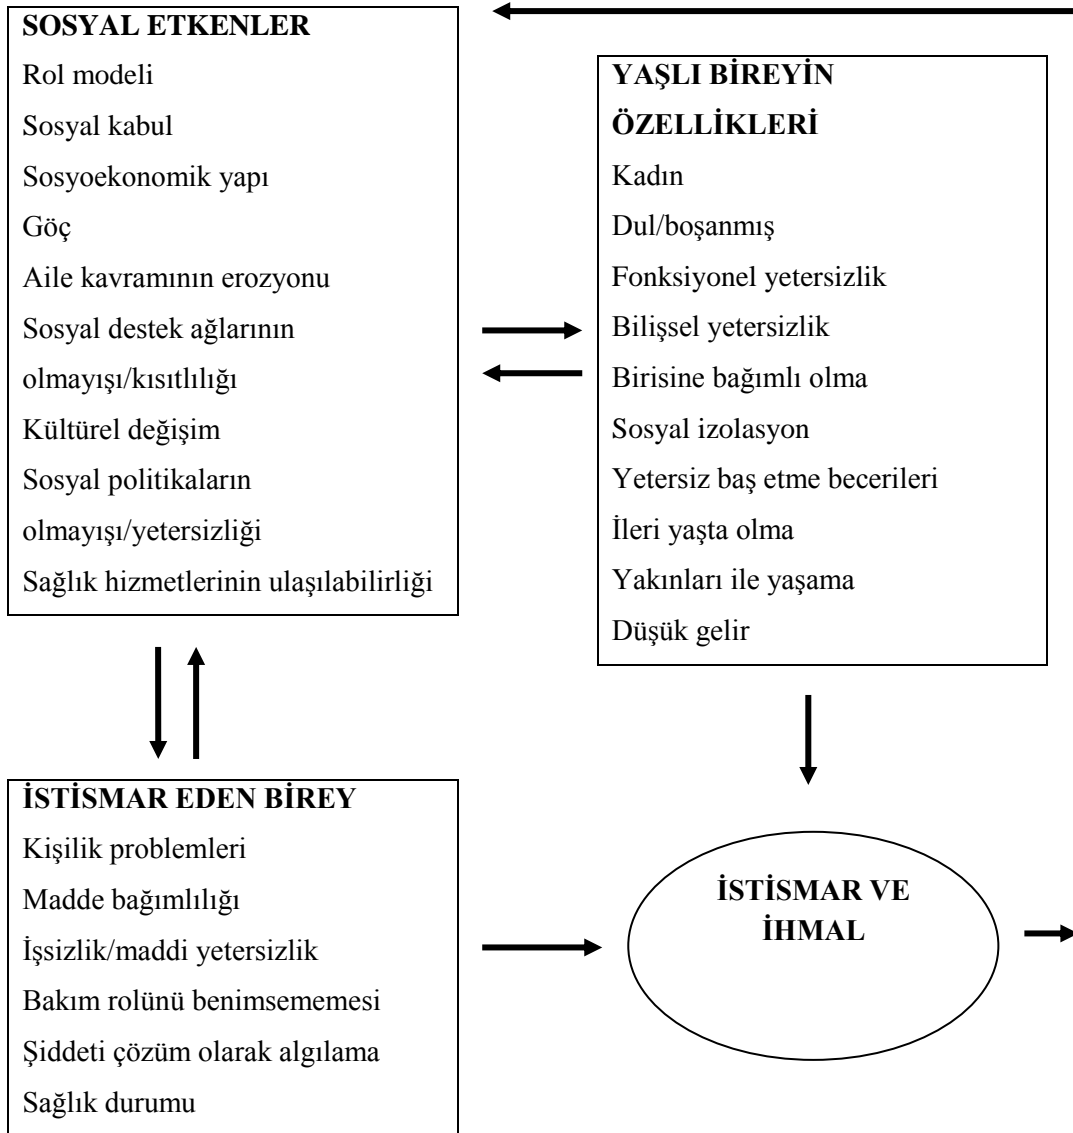 SOSYAL ETKENLER
Rol modeli
Sosyal kabul
Sosyoekonomik yapı
Göç
Aile kavramının erozyonu
Sosyal destek ağlarının
olmayışı/kısıtlılığı
Kültürel değişim
Sosyal politikaların
olmayışı/yetersizliği
Sağlık hizmetlerinin ulaşılabilirliği
YAŞLI BİREYİN
ÖZELLİKLERİ
Kadın
Dul/boşanmış
Fonksiyonel yetersizlik
Bilişsel yetersizlik
Birisine bağımlı olma
Sosyal izolasyon
Yetersiz baş etme becerileri
İleri yaşta olma
Yakınları ile yaşama
Düşük gelir
İSTİSMAR EDEN BİREY
Kişilik problemleri
Madde bağımlılığı
İşsizlik/maddi yetersizlik
Bakım rolünü benimsememesi
Şiddeti çözüm olarak algılama
Sağlık durumu
İSTİSMAR VE
İHMAL